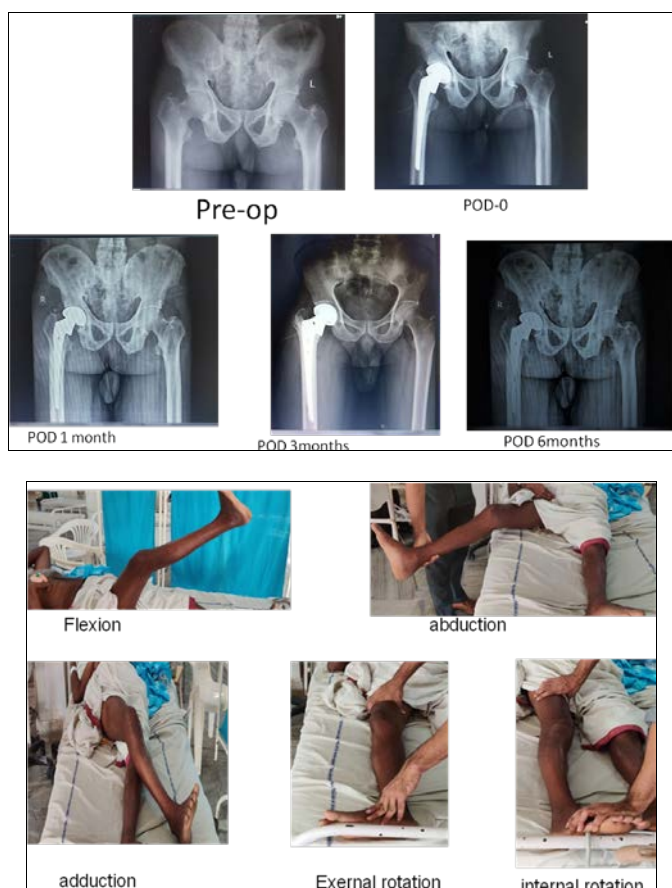 L
L
Pre-op
POD-0
R
R
POD 1 month
POD 3months
POD 6months
Flexion
abduction
adduction
Exernal rotation
internal rotation